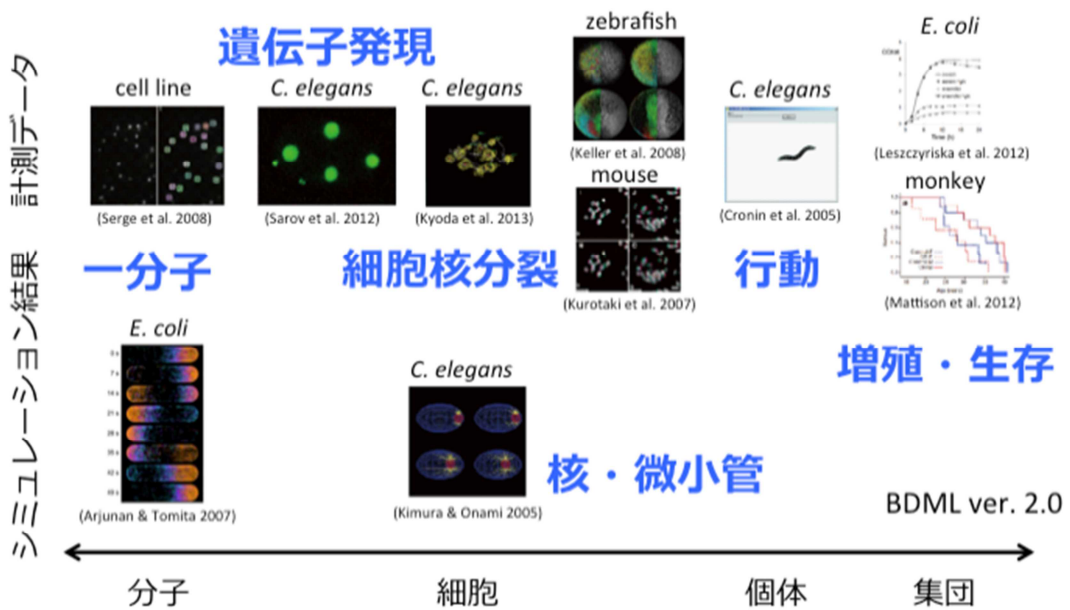 計測データ
シミュレーション結果
遺伝子発現
cell line
(Serge et al. 2008)
C. elegans
(Sarov et al. 2012)
C. elegans
(Kyoda et al. 2013)
zebrafish
(Keller et al. 2008)
mouse
(Kurotaki et al. 2007)
C. elegans
(Cronin et al. 2005)
E. coli
Time (h)
(Leszczyriska et al. 2012)
monkey
(Mattison et al. 2012)
一分子
細胞核分裂
行動
増殖・生存
E. coli
(Arjunan & Tomita 2007)
C. elegans
(Kimura & Onami 2005)
核・微小管
BDML ver. 2.0
分子
細胞
個体
集団